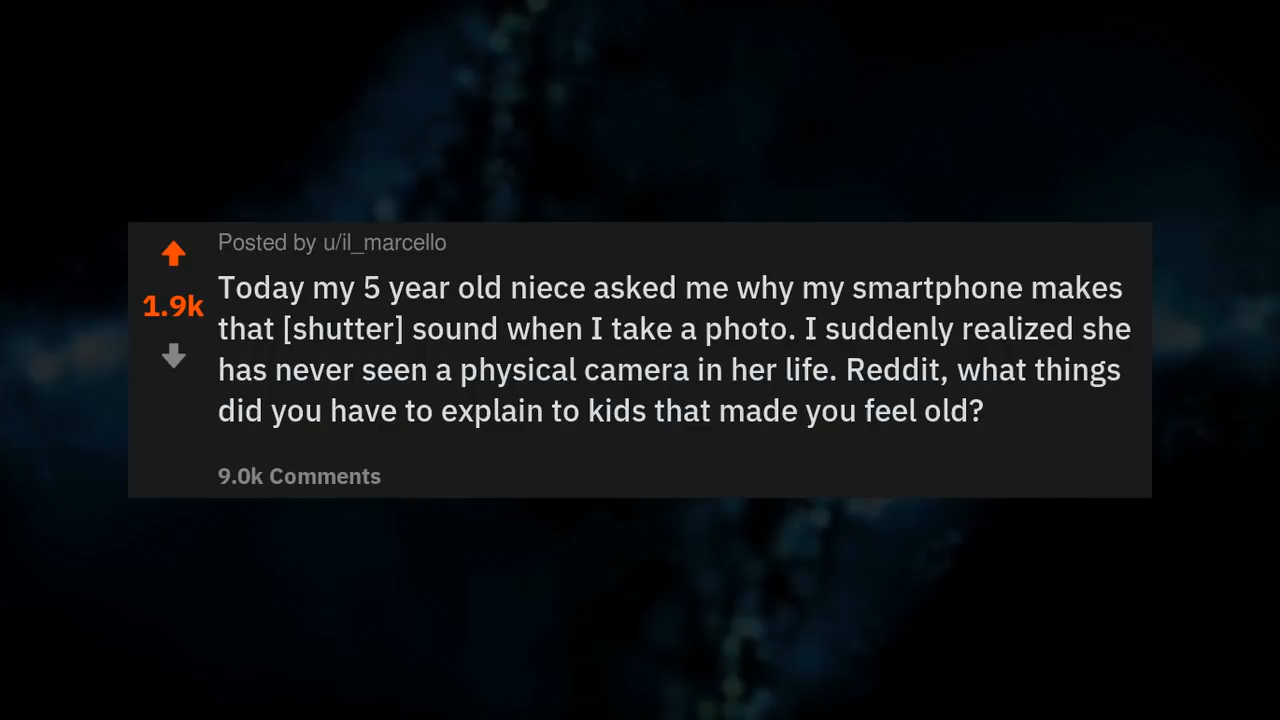 Posted by u/il_marcello
Today my 5 year old niece asked me why my smartphone makes
1.9k
that [shutter] sound when I take a photo. I suddenly realized she
has never seen a physical camera in her life. Reddit, what things
did you have to explain to kids that made you feel old?
9.0k Comments